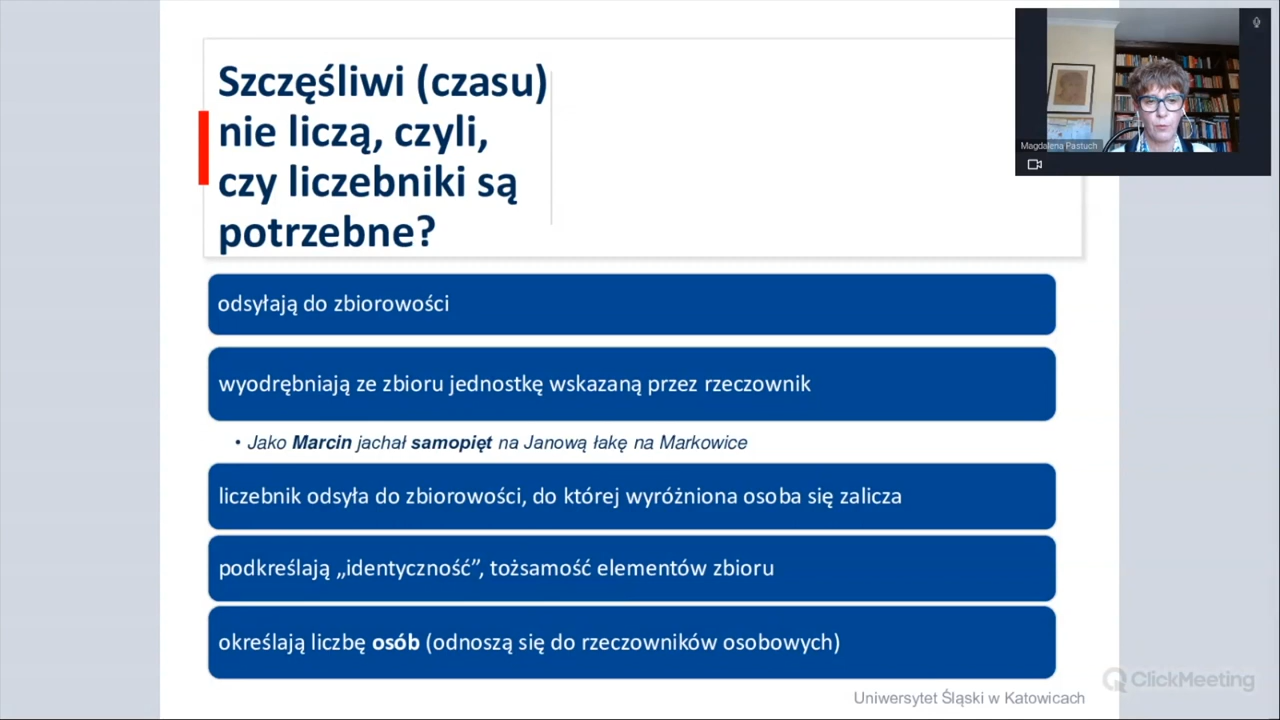 Szczęśliwi (czasu)
nie liczą, czyli,
czy liczebniki są
potrzebne?
Magdalena Pastuch
odsyłają do zbiorowości
wyodrębniają ze zbioru jednostkę wskazaną przez rzeczownik
• Jako Marcin jachał samopięt na Janową łakę na Markowice
liczebnik odsyła do zbiorowości, do której wyróżniona osoba się zalicza
podkreślają „identyczność”, tożsamość elementów zbioru
określają liczbę osób (odnoszą się do rzeczowników osobowych)
ClickMeeting
Uniwersytet Śląski w Katowicach